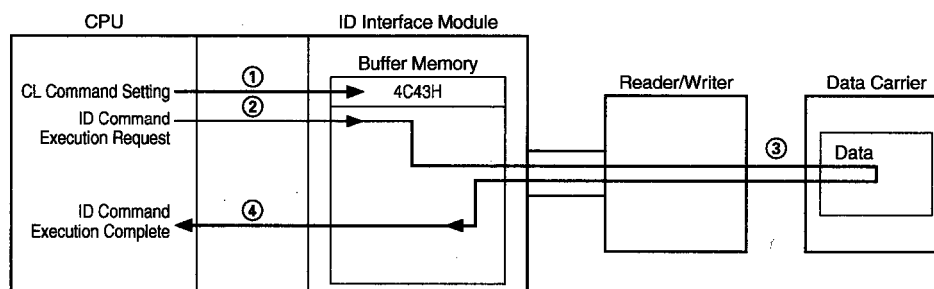 CPU
ID Interface Module
Buffer Memory
CL Command Setting
①
4C43H
Reader/Writer
Data Carrier
ID Command
Execution Request
②
③
Data
ID Command
Execution Complete
④